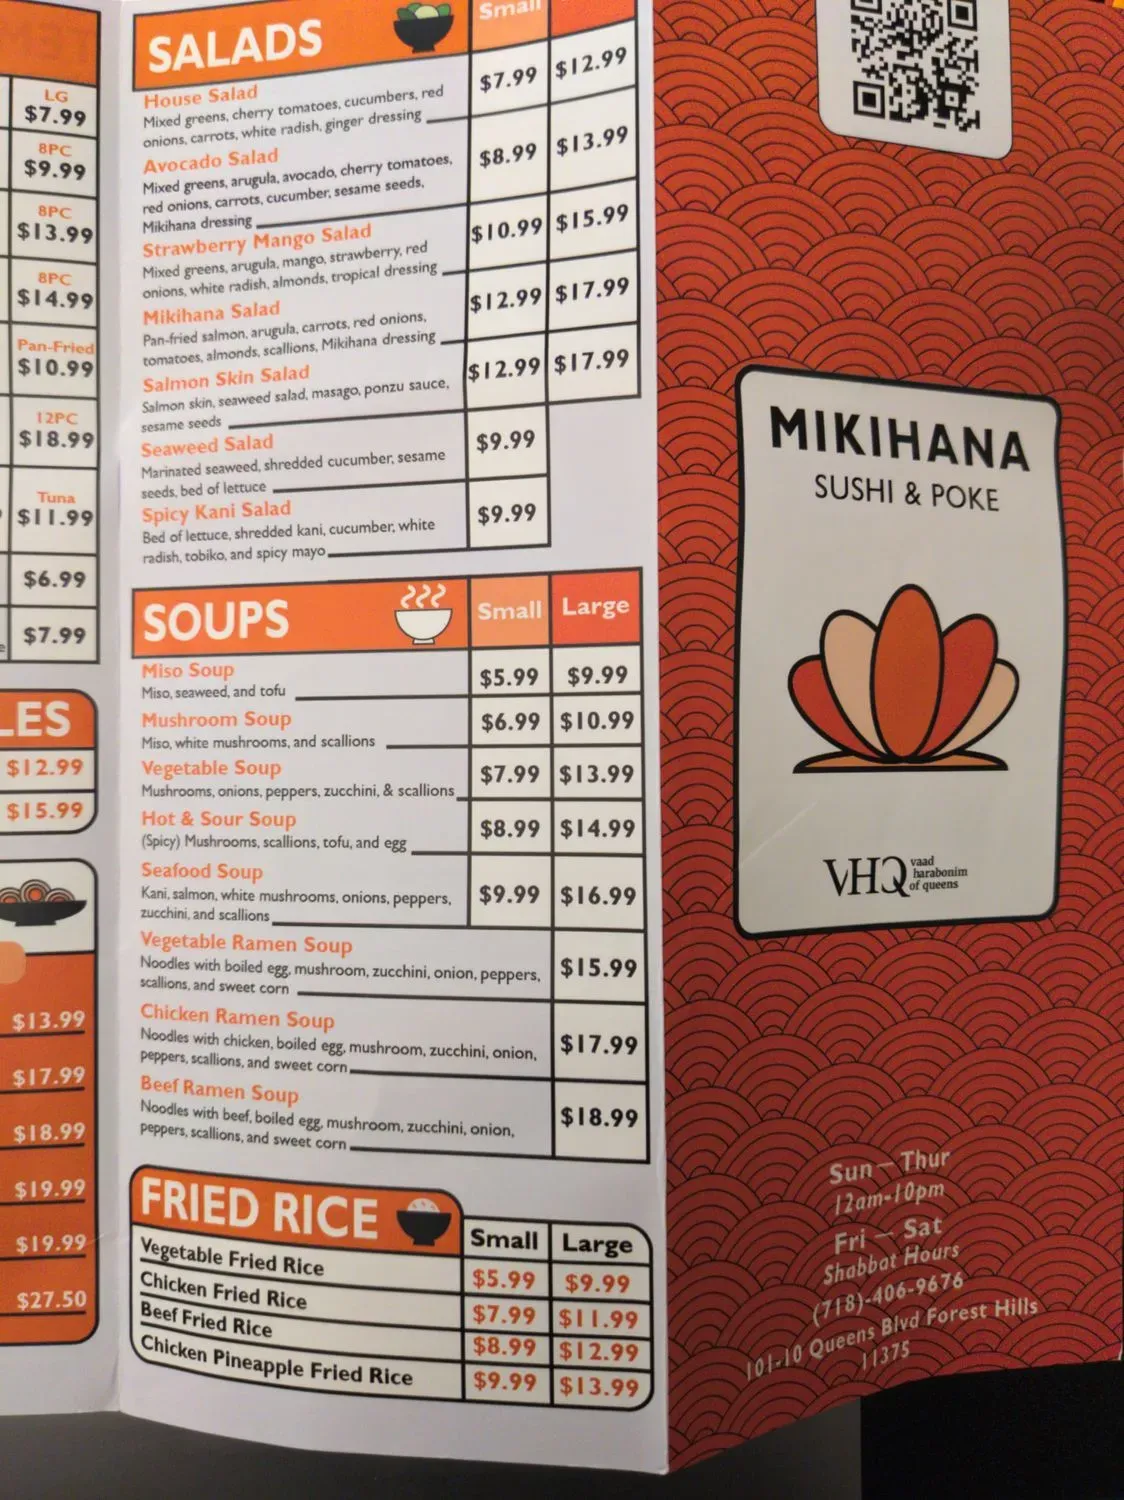 LG
$7.99
8PC
$9.99
8PC
$13.99
8PC
$14.99
Pan-Fried
$10.99
12PC
$18.99
Tuna
$11.99
$6.99
$7.99
LES
$12.99
$15.99
$13.99
$17.99
$18.99
$19.99
$19.99
$27.50
SALADS
Small
House Salad
Mixed greens, cherry tomatoes, cucumbers, red
onions, carrots, white radish, ginger dressing
$7.99 $12.99
Avocado Salad
Mixed greens, arugula, avocado, cherry tomatoes,
red onions, carrots, cucumber, sesame seeds,
Mikihana dressing
$8.99 $13.99
Strawberry Mango Salad
Mixed greens, arugula, mango, strawberry, red
onions, white radish, almonds, tropical dressing
$10.99 $15.99
Mikihana Salad
Pan-fried salmon, arugula, carrots, red onions,
tomatoes, almonds, scallions, Mikihana dressing
$12.99 $17.99
Salmon Skin Salad
Salmon skin, seaweed salad, masago, ponzu sauce,
sesame seeds
$12.99 $17.99
Seaweed Salad
Marinated seaweed, shredded cucumber, sesame
seeds, bed of lettuce
$9.99
Spicy Kani Salad
Bed of lettuce, shredded kani, cucumber, white
radish, tobiko, and spicy mayo
$9.99
SOUPS
Small Large
Miso Soup
Miso, seaweed, and tofu
$5.99 $9.99
Mushroom Soup
Miso, white mushrooms, and scallions
$6.99 $10.99
Vegetable Soup
Mushrooms, onions, peppers, zucchini, & scallions
$7.99 $13.99
Hot & Sour Soup
(Spicy) Mushrooms, scallions, tofu, and egg
$8.99 $14.99
Seafood Soup
Kani, salmon, white mushrooms, onions, peppers,
zucchini, and scallions
$9.99 $16.99
Vegetable Ramen Soup
Noodles with boiled egg, mushroom, zucchini, onion, peppers,
scallions, and sweet corn
$15.99
Chicken Ramen Soup
Noodles with chicken, boiled egg, mushroom, zucchini, onion,
peppers, scallions, and sweet corn
$17.99
Beef Ramen Soup
Noodles with beef, boiled egg, mushroom, zucchini, onion,
peppers, scallions, and sweet corn
$18.99
FRIED RICE
Small Large
Vegetable Fried Rice
$5.99 $9.99
Chicken Fried Rice
$7.99 $11.99
Beef Fried Rice
$8.99 $12.99
Chicken Pineapple Fried Rice
$9.99 $13.99
MIKIHANA
SUSHI & POKE
VHQ
vaad
harabonim
of queens
Sun – Thur
12am-10pm
Fri – Sat
Shabbat Hours
(718)-406-9676
101-10 Queens Blvd Forest Hills
11375